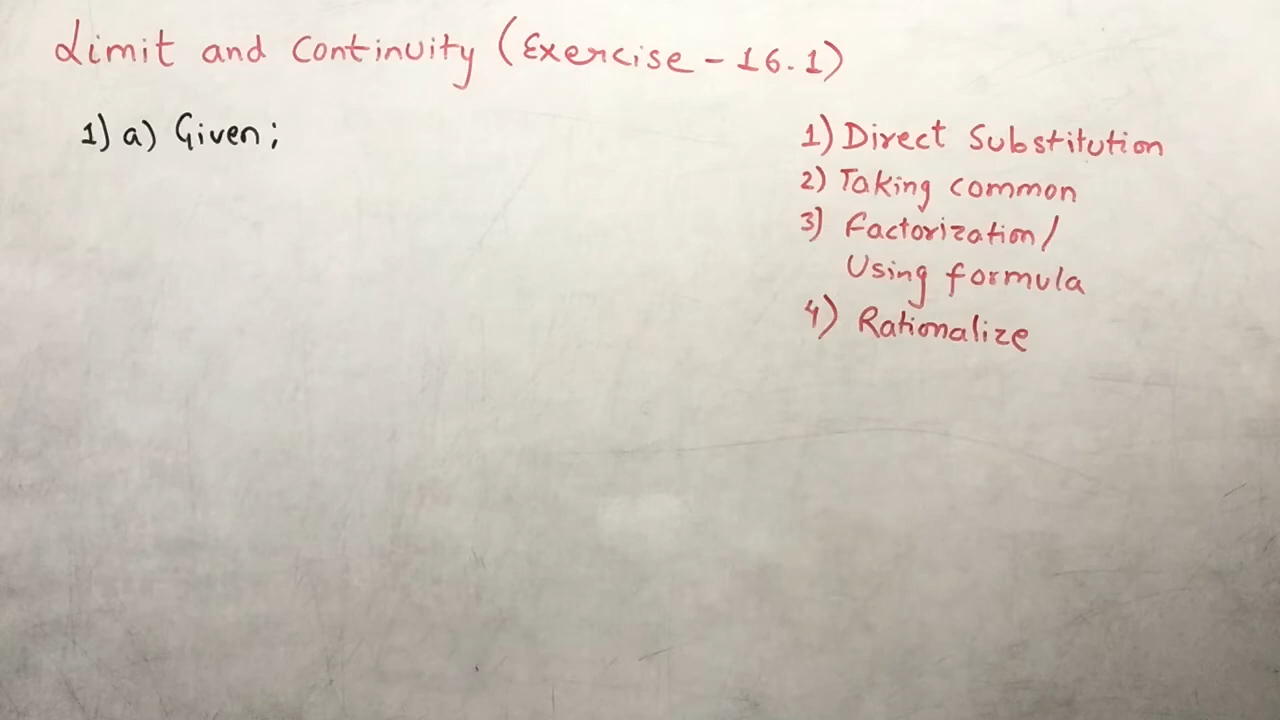 Limit and Continuity (Exercise - 16.1)
1) a) Given;
1) Direct Substitution
2) Taking common
3) Factorization/
Using formula
4) Rationalize